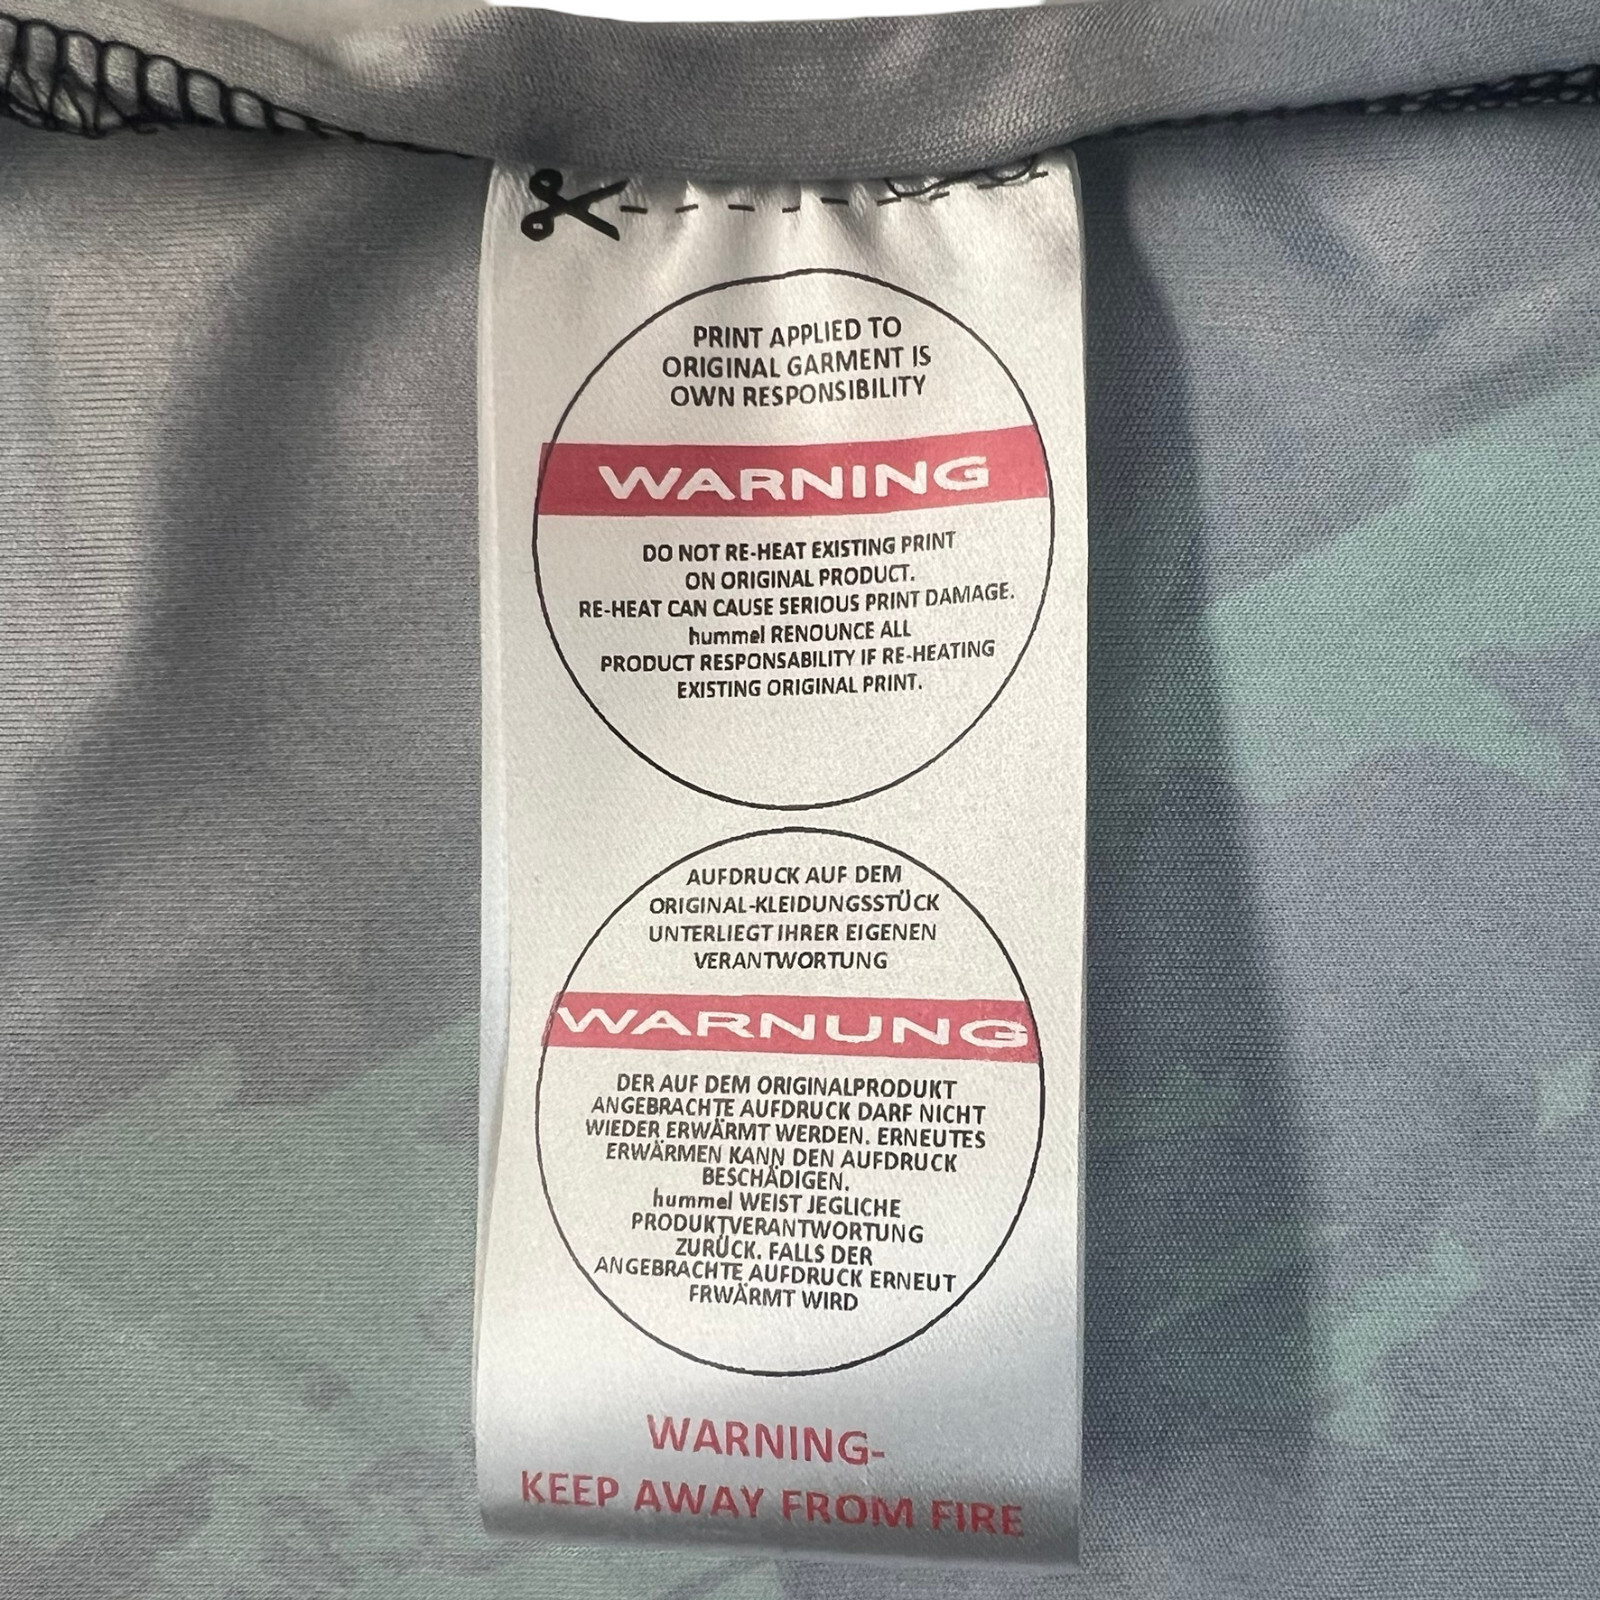 PRINT APPLIED TO
ORIGINAL GARMENT IS
OWN RESPONSIBILITY
WARNING
DO NOT RE-HEAT EXISTING PRINT
ON ORIGINAL PRODUCT.
RE-HEAT CAN CAUSE SERIOUS PRINT DAMAGE.
hummel RENOUNCE ALL
PRODUCT RESPONSABILITY IF RE-HEATING
EXISTING ORIGINAL PRINT.
AUFDRUCK AUF DEM
ORIGINAL-KLEIDUNGSSTÜCK
UNTERLIEGT IHRER EIGENEN
VERANTWORTUNG
WARNUNG
DER AUF DEM ORIGINALPRODUKT
ANGEBRACHTE AUFDRUCK DARF NICHT
WIEDER ERWÄRMT WERDEN. ERNEUTES
ERWÄRMEN KANN DEN AUFDRUCK
BESCHÄDIGEN.
hummel WEIST JEGLICHE
PRODUKTVERANTWORTUNG
ZURÜCK. FALLS DER
ANGEBRACHTE AUFDRUCK ERNEUT
FRWÄRMT WIRD
WARNING-
KEEP AWAY FROM FIRE